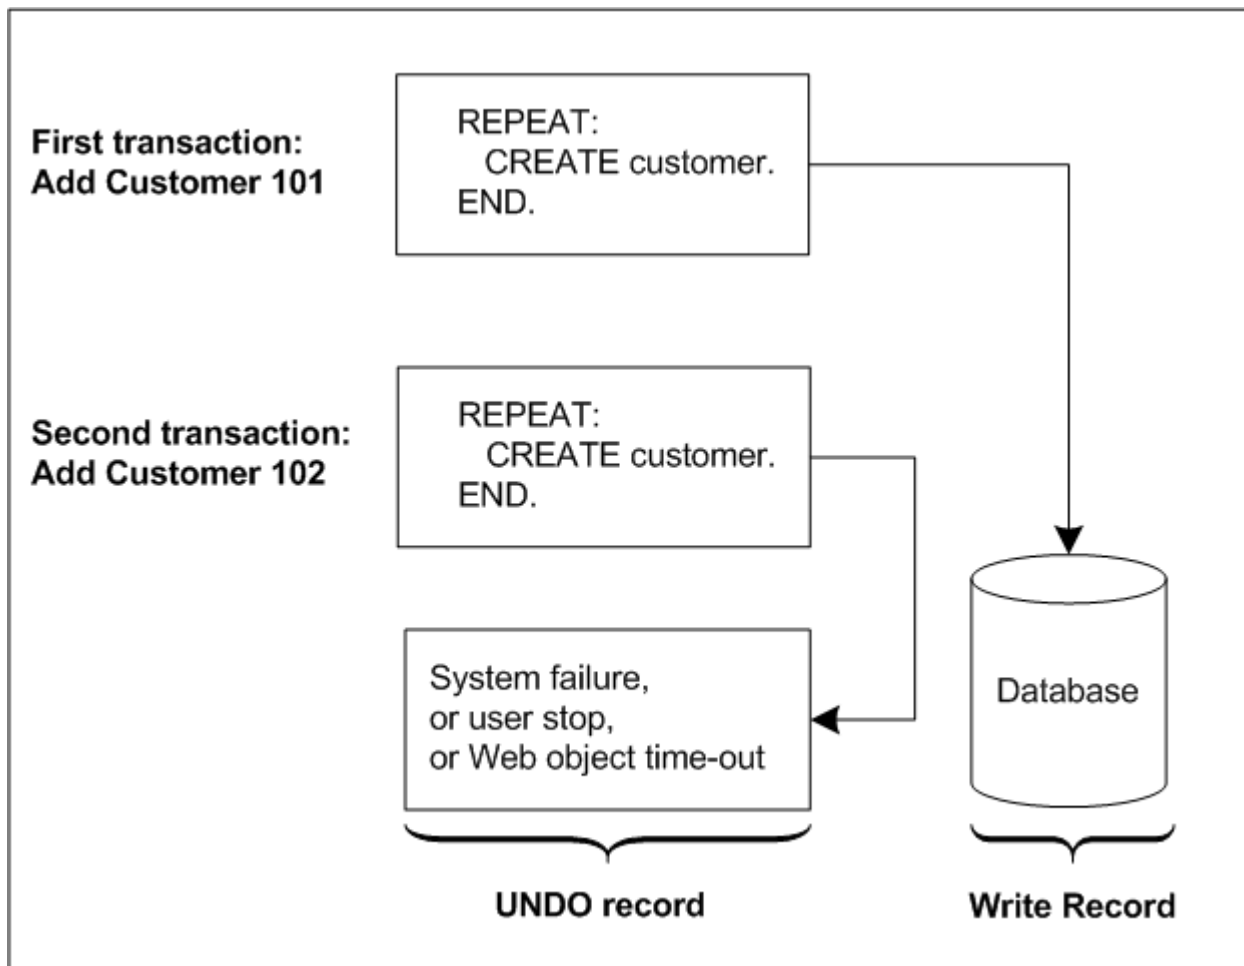 First transaction:
Add Customer 101
REPEAT:
CREATE customer.
END.
Second transaction:
Add Customer 102
REPEAT:
CREATE customer.
END.
System failure,
or user stop,
or Web object time-out
Database
UNDO record
Write Record